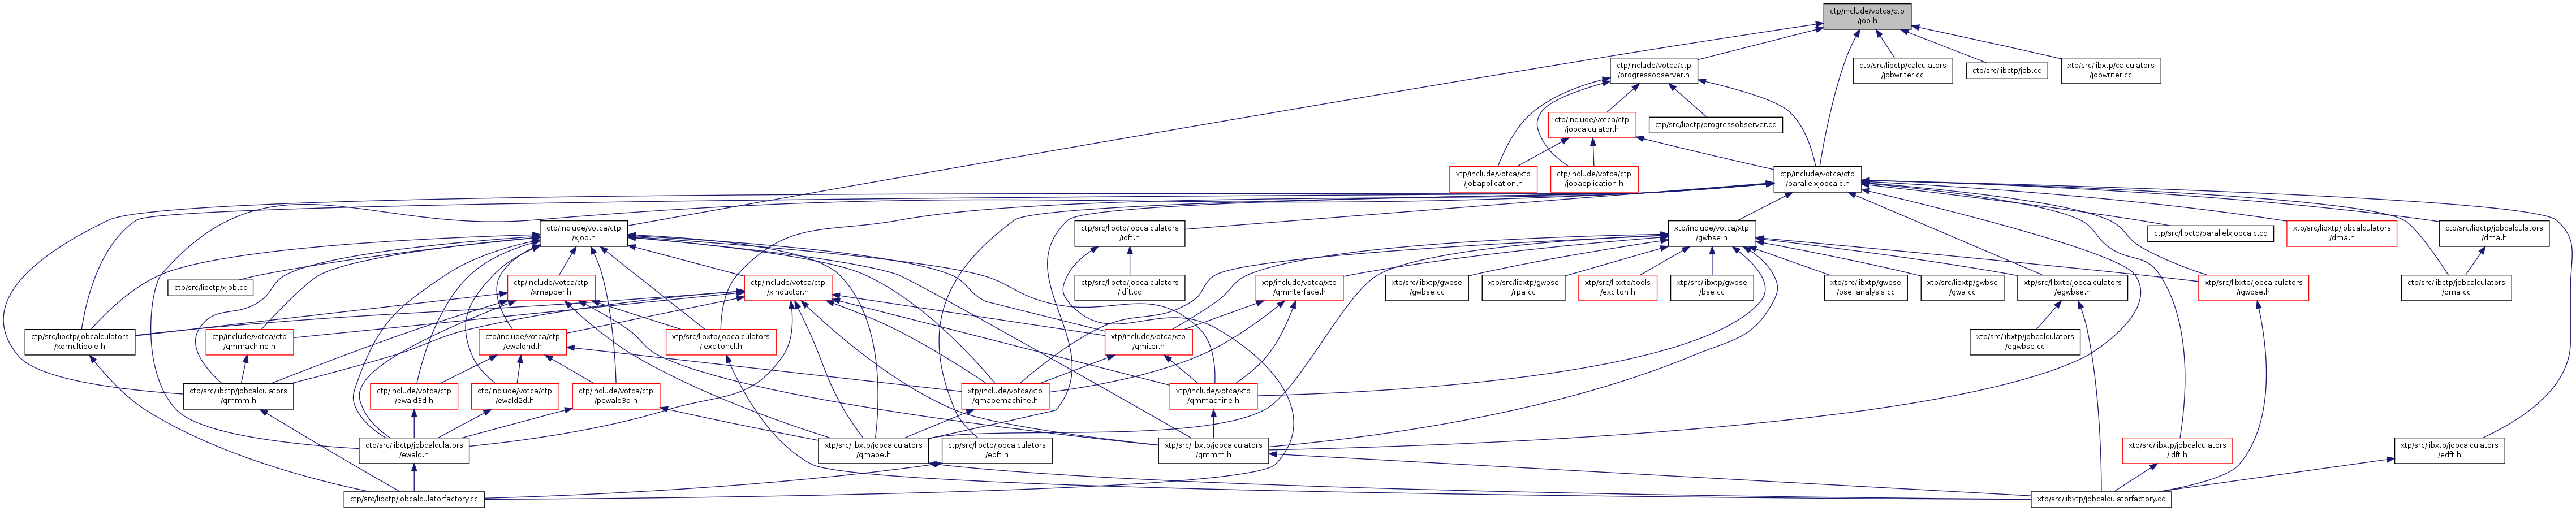 ctp/include/votca/ctp
/job.h
ctp/include/votca/ctp
/progressobserver.h
ctp/src/libctp/calculators
/jobwriter.cc
ctp/src/libctp/job.cc
xtp/src/libxtp/calculators
/jobwriter.cc
ctp/include/votca/ctp
/jobcalculator.h
ctp/src/libctp/progressobserver.cc
xtp/include/votca/xtp
/jobapplication.h
ctp/include/votca/ctp
/jobapplication.h
ctp/include/votca/ctp
/parallelxjobcalc.h
ctp/include/votca/ctp
/xjob.h
ctp/src/libctp/jobcalculators
/idft.h
xtp/include/votca/xtp
/gwbse.h
ctp/src/libctp/parallelxjobcalc.cc
xtp/src/libxtp/jobcalculators
/dma.h
ctp/src/libctp/jobcalculators
/dma.h
ctp/src/libctp/xjob.cc
ctp/include/votca/ctp
/xmapper.h
ctp/include/votca/ctp
/xinductor.h
ctp/src/libctp/jobcalculators
/idft.cc
xtp/include/votca/xtp
/qminterface.h
xtp/src/libxtp/gwbse
/gwbse.cc
xtp/src/libxtp/gwbse
/rpa.cc
xtp/src/libxtp/tools
/exciton.h
xtp/src/libxtp/gwbse
/bse.cc
xtp/src/libxtp/gwbse
/bse_analysis.cc
xtp/src/libxtp/gwbse
/gwa.cc
xtp/src/libxtp/jobcalculators
/egwbse.h
xtp/src/libxtp/jobcalculators
/igwbse.h
ctp/src/libctp/jobcalculators
/dma.cc
ctp/src/libctp/jobcalculators
/xqmultipole.h
ctp/include/votca/ctp
/qmmachine.h
ctp/include/votca/ctp
/ewaldnd.h
xtp/src/libxtp/jobcalculators
/iexcitoncl.h
xtp/include/votca/xtp
/qmiter.h
xtp/src/libxtp/jobcalculators
/egwbse.cc
ctp/src/libctp/jobcalculators
/qmmm.h
ctp/include/votca/ctp
/ewald3d.h
ctp/include/votca/ctp
/ewald2d.h
ctp/include/votca/ctp
/pewald3d.h
xtp/include/votca/xtp
/qmapemachine.h
xtp/include/votca/xtp
/qmmachine.h
ctp/src/libctp/jobcalculators
/ewald.h
xtp/src/libxtp/jobcalculators
/qmape.h
ctp/src/libctp/jobcalculators
/edft.h
xtp/src/libxtp/jobcalculators
/qmmm.h
xtp/src/libxtp/jobcalculators
/idft.h
xtp/src/libxtp/jobcalculators
/edft.h
ctp/src/libctp/jobcalculatorfactory.cc
xtp/src/libxtp/jobcalculatorfactory.cc